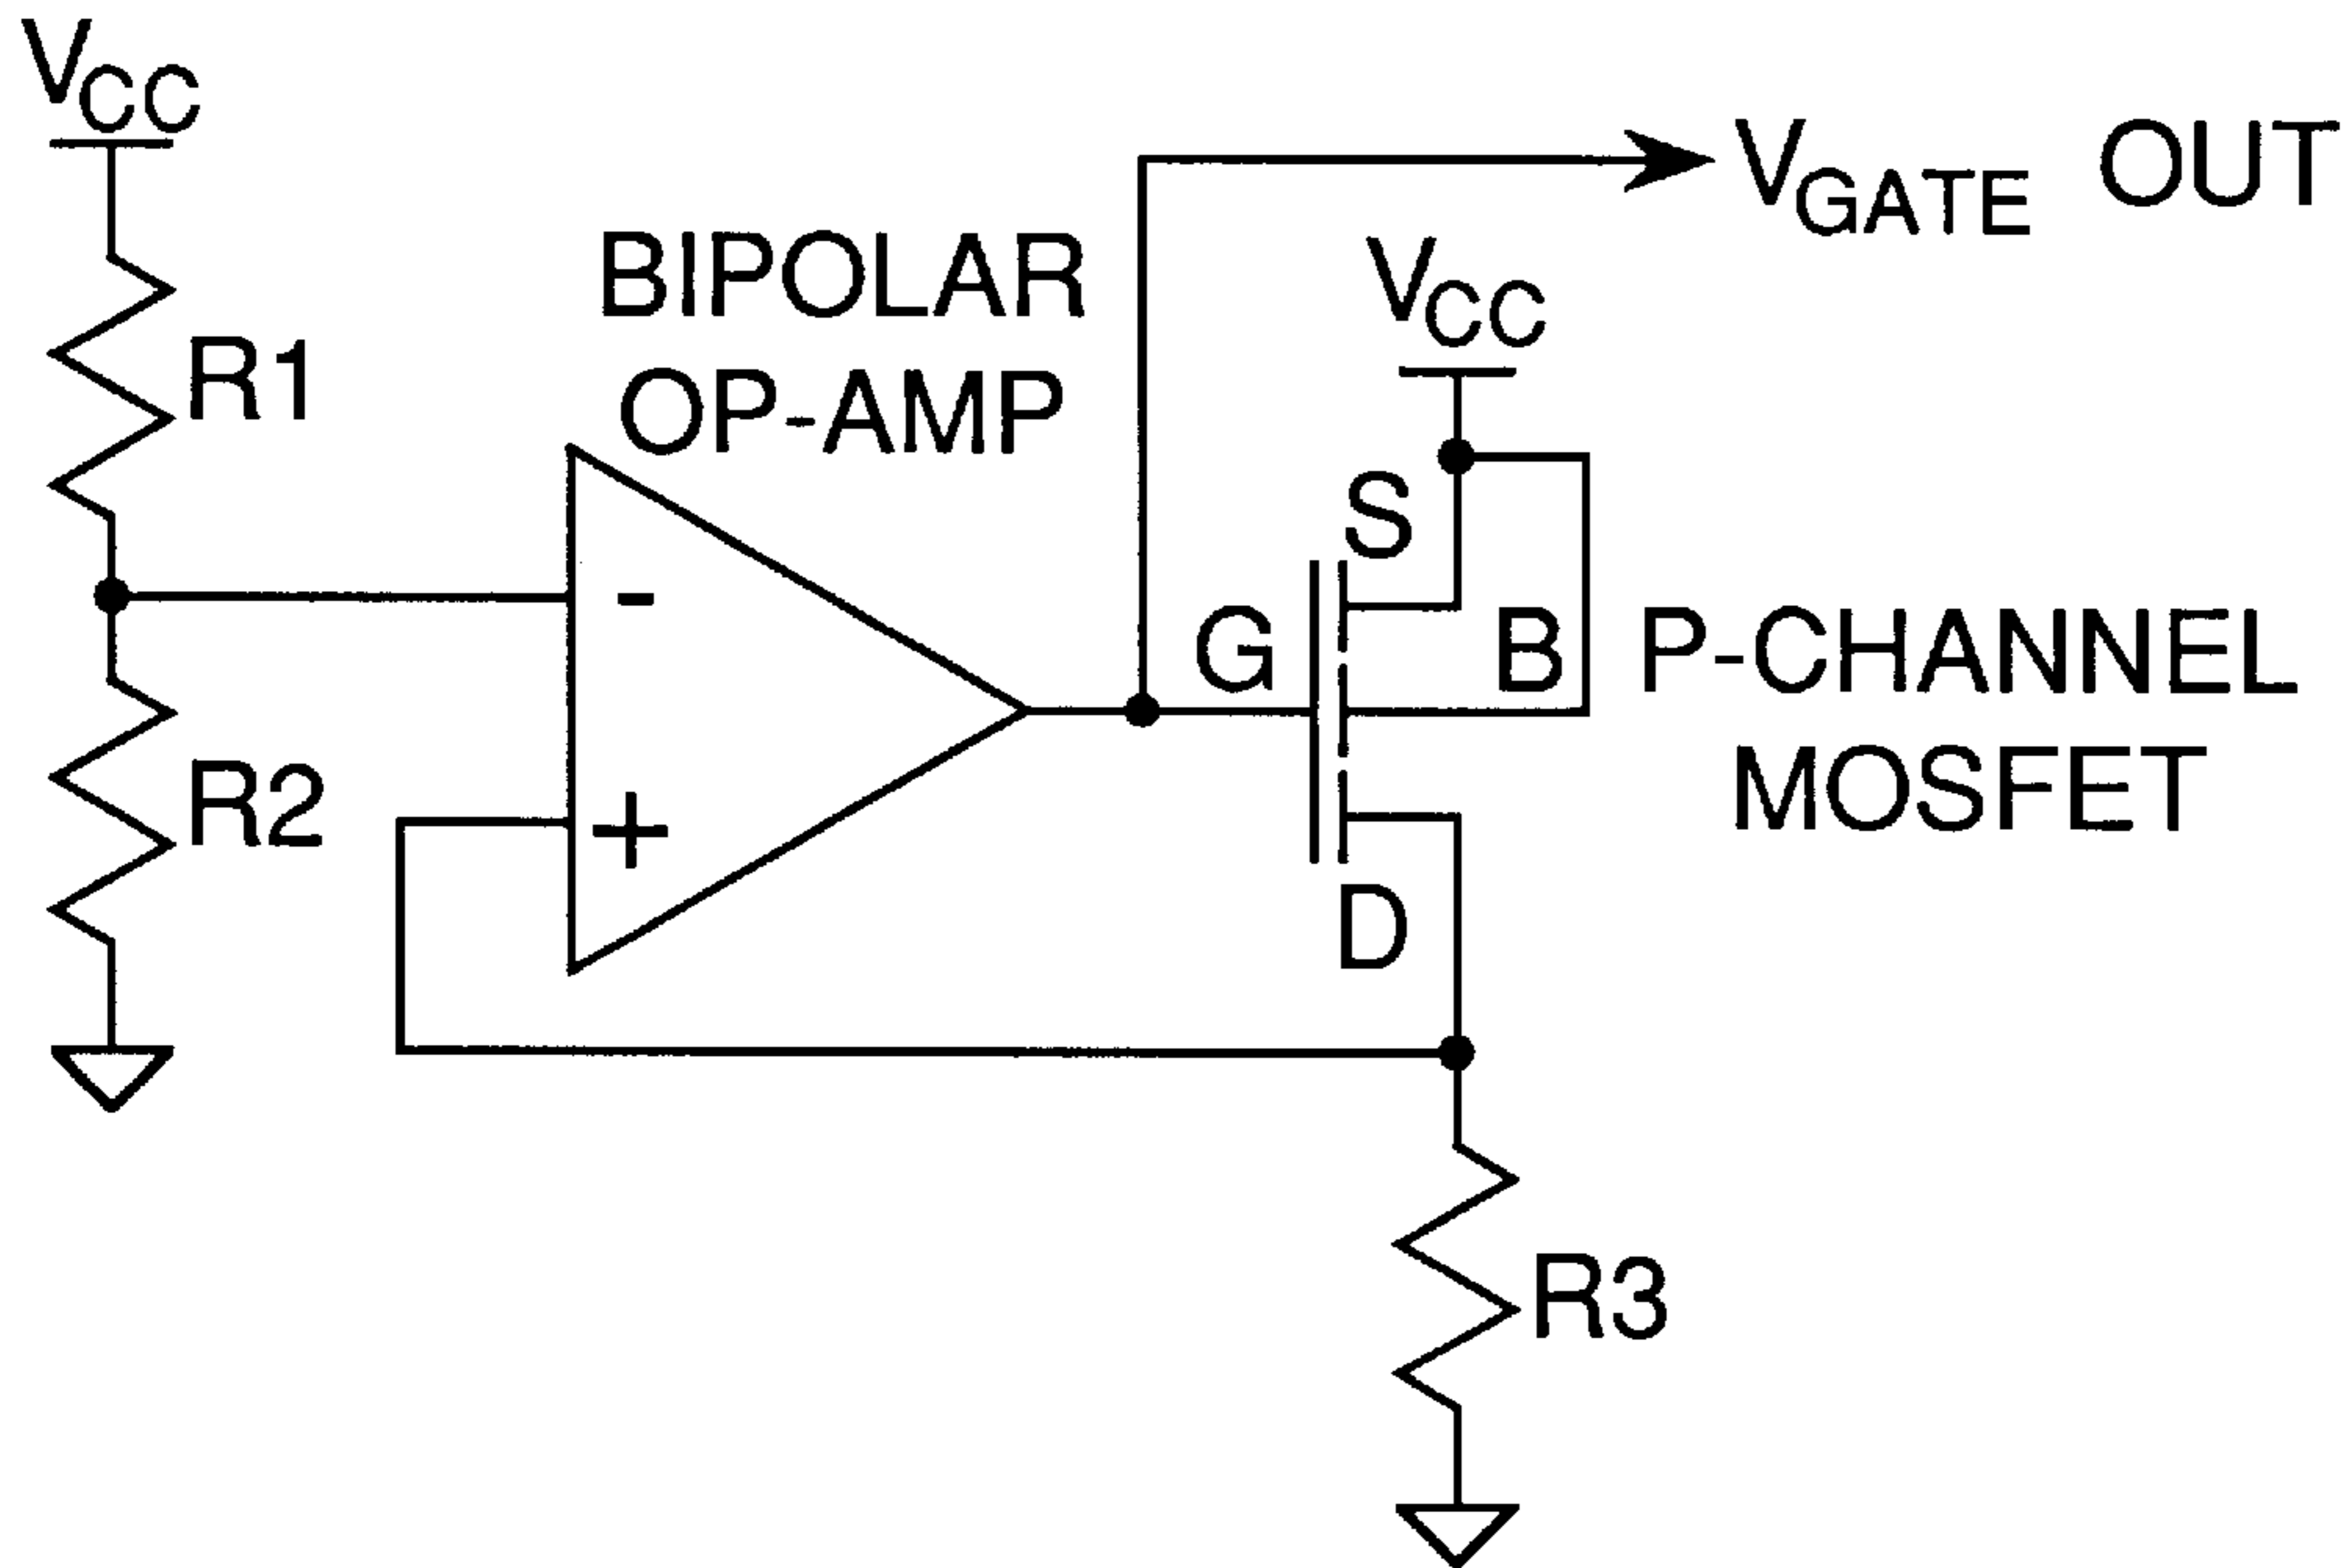 VCC
VGATE OUT
BIPOLAR
OP-AMP
VCC
R1
S
-
G
B
P-CHANNEL
MOSFET
R2
+
D
R3